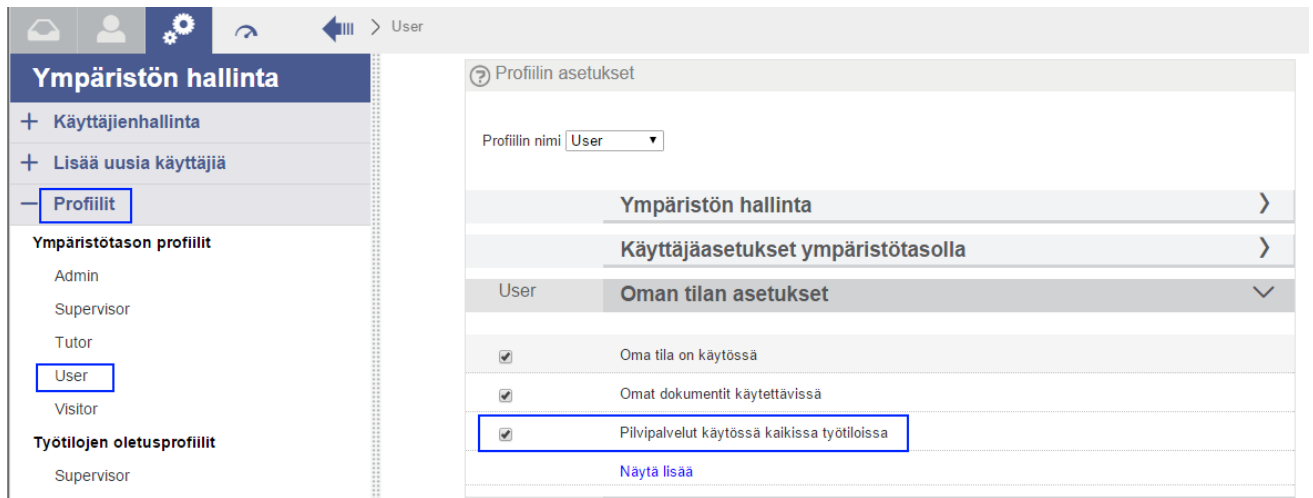 User
Ympäristön hallinta
Käyttäjienhallinta
Lisää uusia käyttäjiä
Profiilit
Ympäristötason profiilit
Admin
Supervisor
Tutor
User
Visitor
Työtilojen oletusprofiilit
Supervisor
Profiilin asetukset
Profiilin nimi User
Ympäristön hallinta
Käyttäjäasetukset ympäristötasolla
User Oman tilan asetukset
Oma tila on käytössä
Omat dokumentit käytettävissä
Pilvipalvelut käytössä kaikissa työtiloissa
Näytä lisää